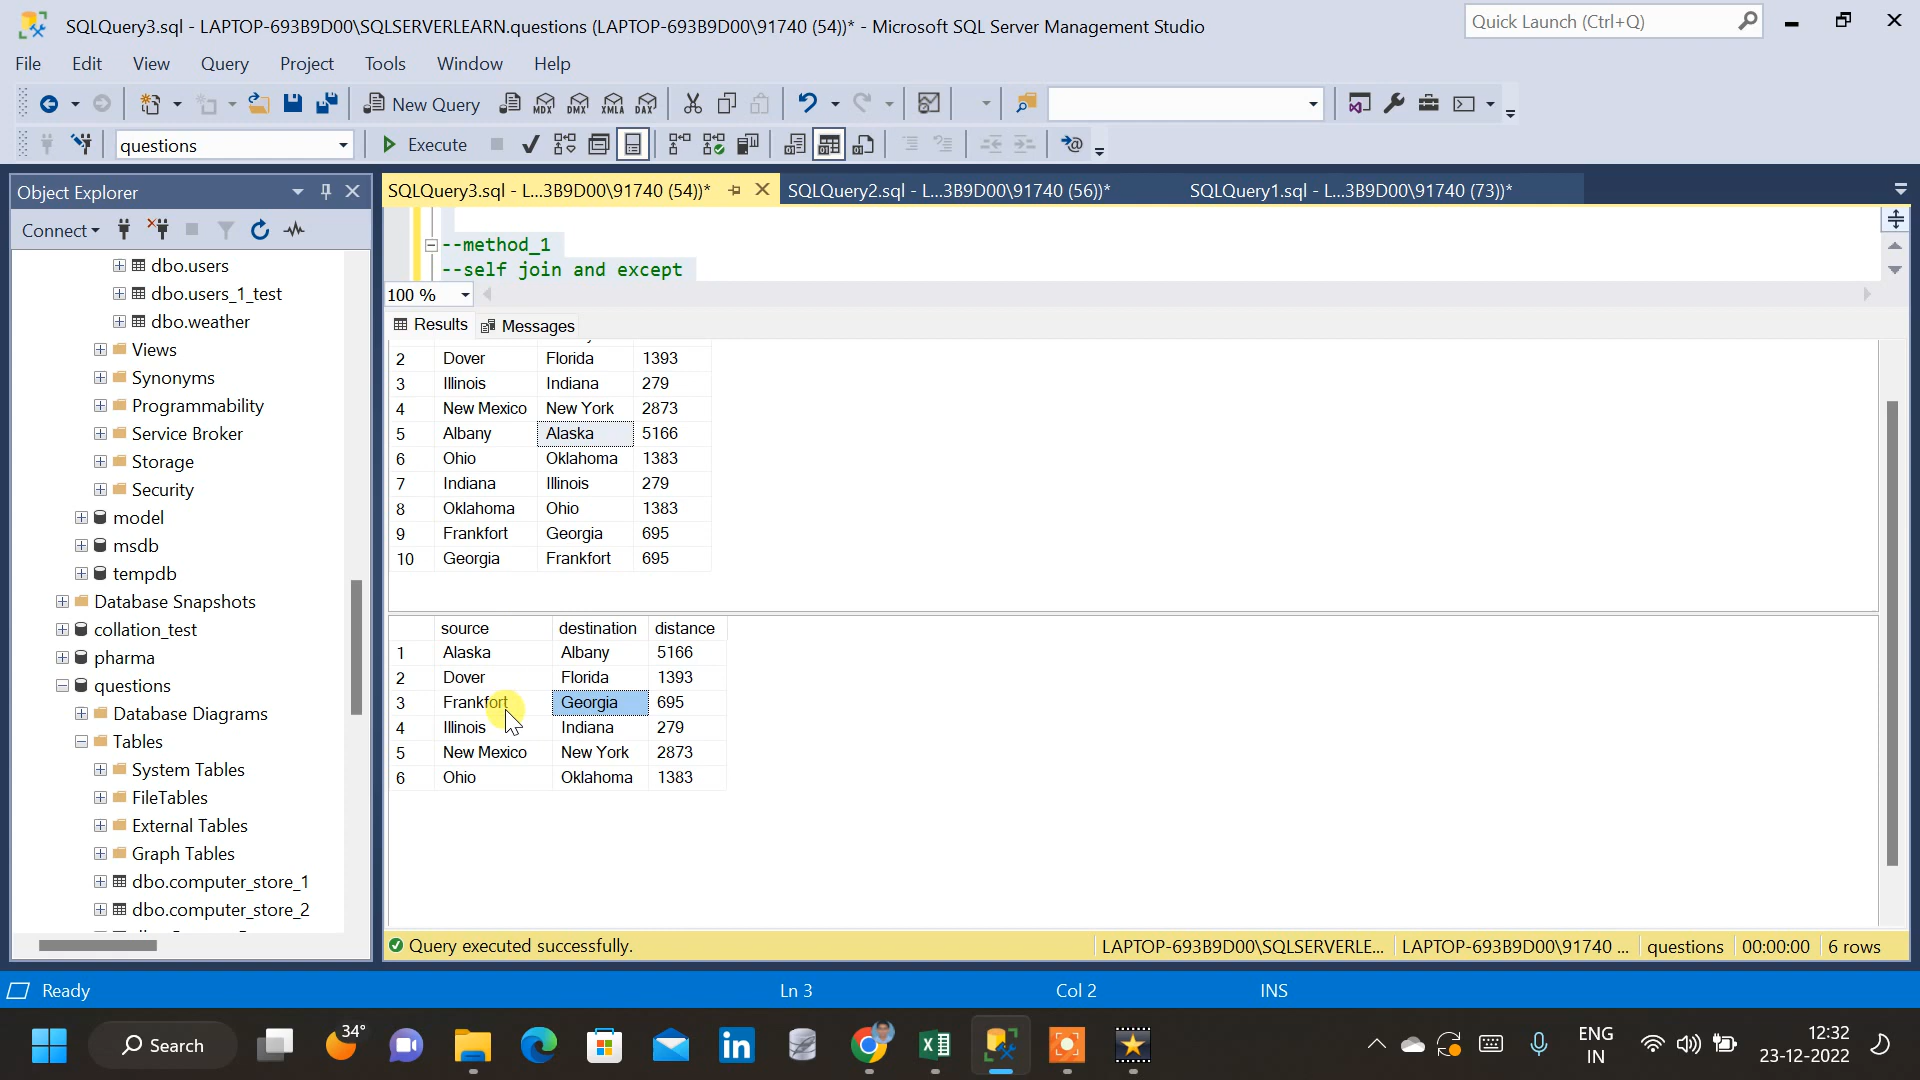 SQLQuery3.sql - LAPTOP-693B9D00\SQLSERVERLEARN.questions (LAPTOP-693B9D00\91740 (54))* - Microsoft SQL Server Management Studio
Quick Launch (Ctrl+Q)
File Edit View Query Project Tools Window Help
New Query MDX DMX XMLA DAX
questions Execute
Object Explorer
SQLQuery3.sql - L...3B9D00\91740 (54))* SQLQuery2.sql - L...3B9D00\91740 (56))* SQLQuery1.sql - L...3B9D00\91740 (73))*
Connect
dbo.users
dbo.users_1_test
dbo.weather
Views
Synonyms
Programmability
Service Broker
Storage
Security
model
msdb
tempdb
Database Snapshots
collation_test
pharma
questions
Database Diagrams
Tables
System Tables
FileTables
External Tables
Graph Tables
dbo.computer_store_1
dbo.computer_store_2
--method_1
--self join and except
100 %
Results Messages
2 Dover Florida 1393
3 Illinois Indiana 279
4 New Mexico New York 2873
5 Albany Alaska 5166
6 Ohio Oklahoma 1383
7 Indiana Illinois 279
8 Oklahoma Ohio 1383
9 Frankfort Georgia 695
10 Georgia Frankfort 695
source destination distance
1 Alaska Albany 5166
2 Dover Florida 1393
3 Frankfort Georgia 695
4 Illinois Indiana 279
5 New Mexico New York 2873
6 Ohio Oklahoma 1383
Query executed successfully. LAPTOP-693B9D00\SQLSERVERLE... LAPTOP-693B9D00\91740 ... questions 00:00:00 6 rows
Ready Ln 3 Col 2 INS
Search 34° ENG IN 12:32 23-12-2022